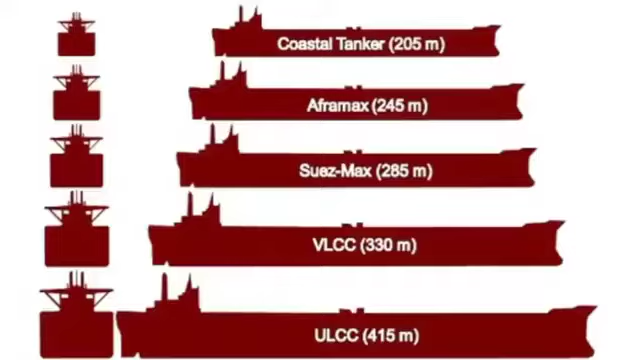 Coastal Tanker (205 m)
Aframax (245 m)
Suez-Max (285 m)
VLCC (330 m)
ULCC (415 m)